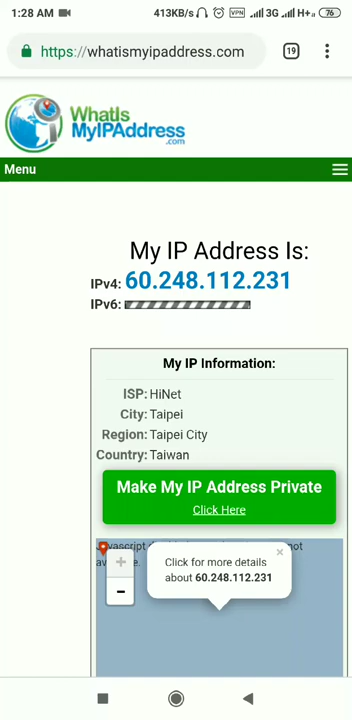 1:28 AM 413KB/s VPN 3G H+ 76
https://whatismyipaddress.com 19
WhatIs
MyIPAddress
.com
Menu
My IP Address Is:
IPv4: 60.248.112.231
IPv6:
My IP Information:
ISP: HiNet
City: Taipei
Region: Taipei City
Country: Taiwan
Make My IP Address Private
Click Here
not
+
−
×
Click for more details
about 60.248.112.231